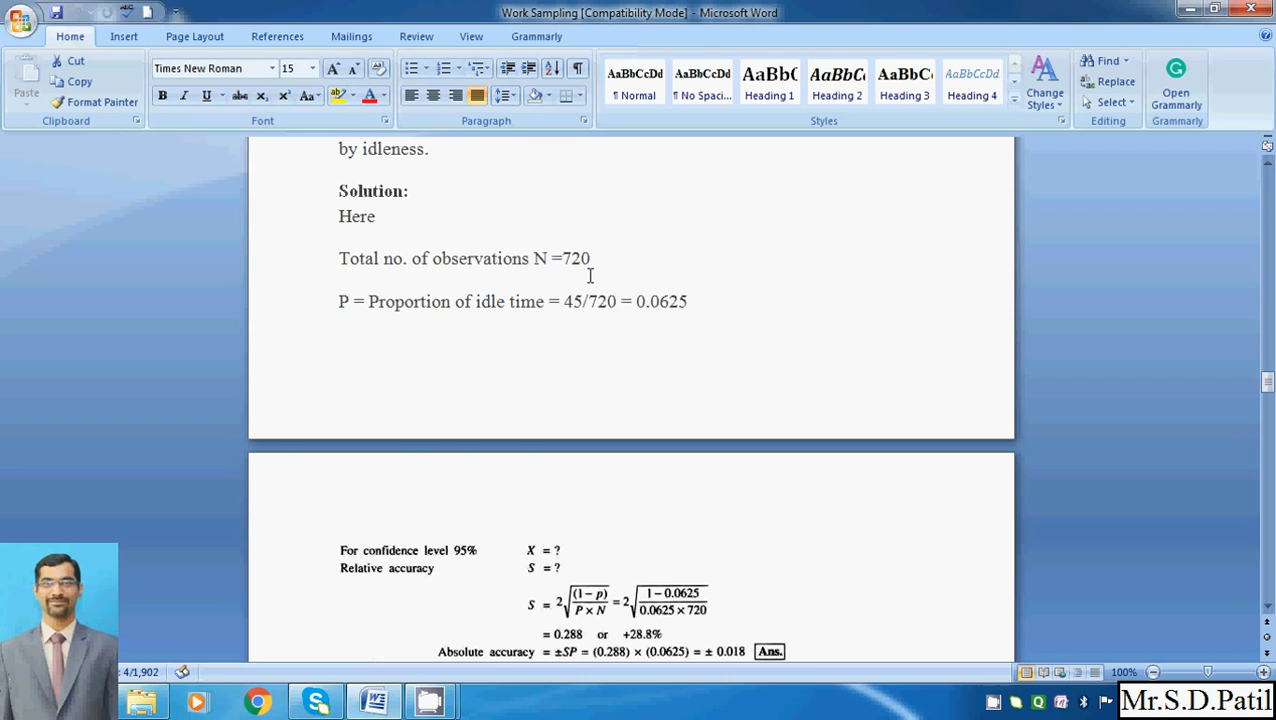 Work Sampling [Compatibility Mode] - Microsoft Word
Home Insert Page Layout References Mailings Review View Grammarly
Paste
Cut
Copy
Format Painter
Clipboard
Times New Roman 15
Font
Paragraph
AaBbCcDd AaBbCcDd AaBbC AaBbC AaBbCc AaBbCcDd
¶ Normal ¶ No Spaci... Heading 1 Heading 2 Heading 3 Heading 4
Change Styles
Styles
Find
Replace
Select
Editing
Open Grammarly
Grammarly
by idleness.
Solution:
Here
Total no. of observations N =720
P = Proportion of idle time = 45/720 = 0.0625
For confidence level 95% X = ?
Relative accuracy S = ?
S = 2√((1− p)/(P × N)) = 2√((1 − 0.0625)/(0.0625 × 720))
= 0.288 or +28.8%
Absolute accuracy = ±SP = (0.288) × (0.0625) = ± 0.018 Ans.
: 4/1,902
100%
Mr.S.D.Patil